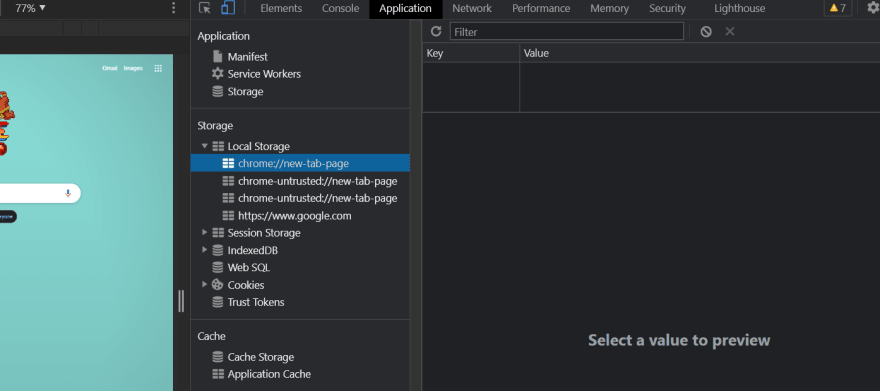 77% ▼
Elements Console Application Network Performance Memory Security Lighthouse 7
Gmail Images
Application
Manifest
Service Workers
Storage
Storage
Local Storage
chrome://new-tab-page
chrome-untrusted://new-tab-page
chrome-untrusted://new-tab-page
https://www.google.com
Session Storage
IndexedDB
Web SQL
Cookies
Trust Tokens
Cache
Cache Storage
Application Cache
Filter
Key Value
Select a value to preview